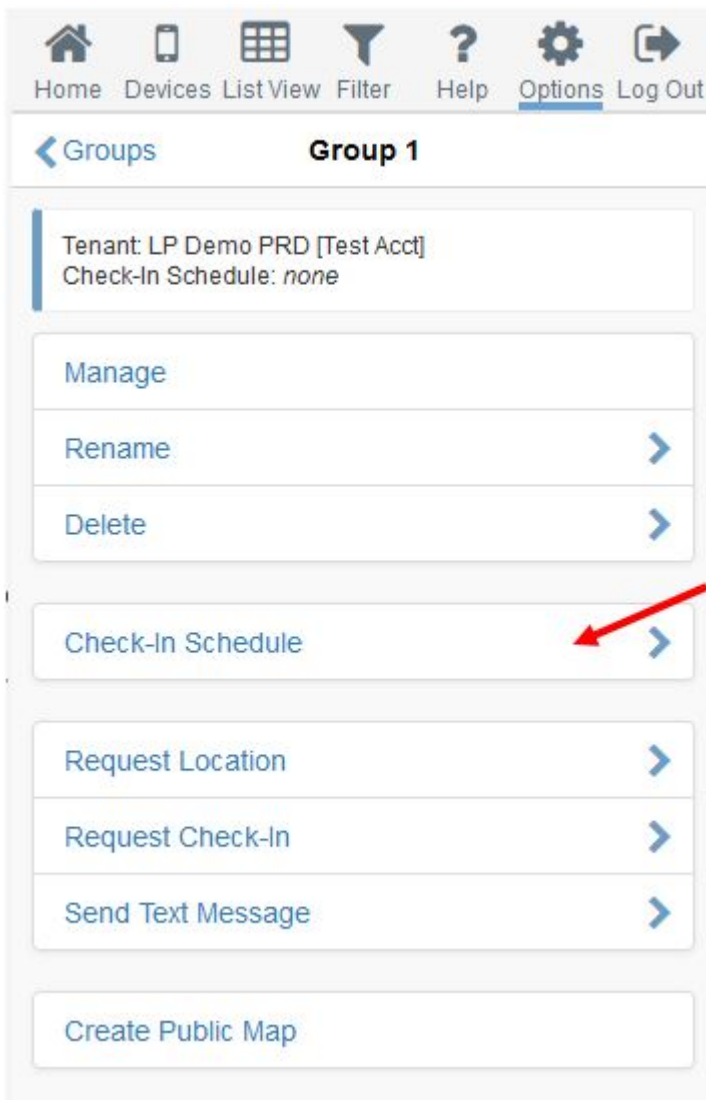 Home Devices List View Filter Help Options Log Out
Groups Group 1
Tenant: LP Demo PRD [Test Acct]
Check-In Schedule: none
Manage
Rename
Delete
Check-In Schedule
Request Location
Request Check-In
Send Text Message
Create Public Map